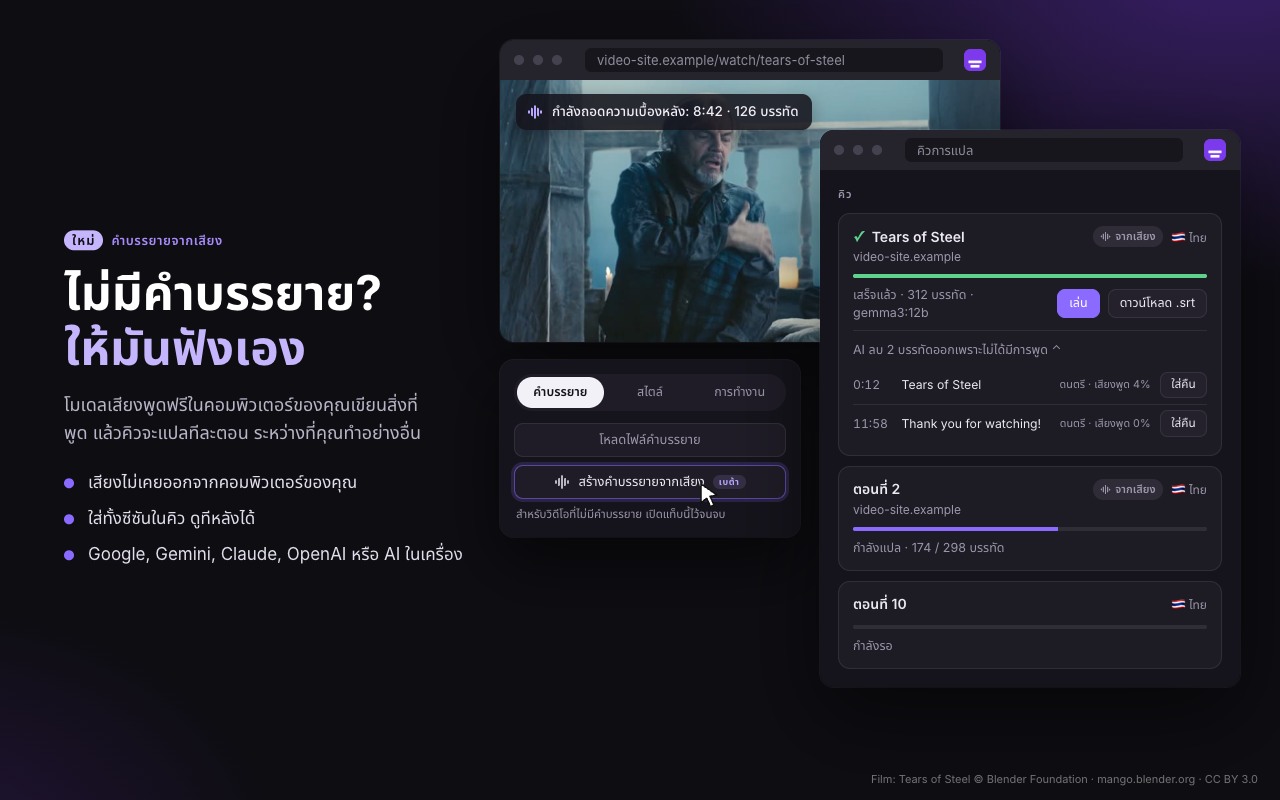 ใหม่ คำบรรยายจากเสียง
ไม่มีคำบรรยาย?
ให้มันฟังเอง
โมเดลเสียงพูดฟรีในคอมพิวเตอร์ของคุณเขียนสิ่งที่
พูด แล้วคิวจะแปลทีละตอน ระหว่างที่คุณทำอย่างอื่น
เสียงไม่เคยออกจากคอมพิวเตอร์ของคุณ
ใส่ทั้งซีซันในคิว ดูทีหลังได้
Google, Gemini, Claude, OpenAI หรือ AI ในเครื่อง
video-site.example/watch/tears-of-steel
กำลังถอดความเบื้องหลัง: 8:42 · 126 บรรทัด
คำบรรยาย สไตล์ การทำงาน
โหลดไฟล์คำบรรยาย
สร้างคำบรรยายจากเสียง เบต้า
สำหรับวิดีโอที่ไม่มีคำบรรยาย เปิดแท็บนี้ไว้จนจบ
คิวการแปล
คิว
✓ Tears of Steel จากเสียง 🇹🇭 ไทย
video-site.example
เสร็จแล้ว · 312 บรรทัด ·
gemma3:12b
เล่น ดาวน์โหลด .srt
AI ลบ 2 บรรทัดออกเพราะไม่ได้มีการพูด ^
0:12 Tears of Steel ดนตรี · เสียงพูด 4% ใส่คืน
11:58 Thank you for watching! ดนตรี · เสียงพูด 0% ใส่คืน
ตอนที่ 2 จากเสียง 🇹🇭 ไทย
video-site.example
กำลังแปล · 174 / 298 บรรทัด
ตอนที่ 10 🇹🇭 ไทย
กำลังรอ
Film: Tears of Steel © Blender Foundation · mango.blender.org · CC BY 3.0